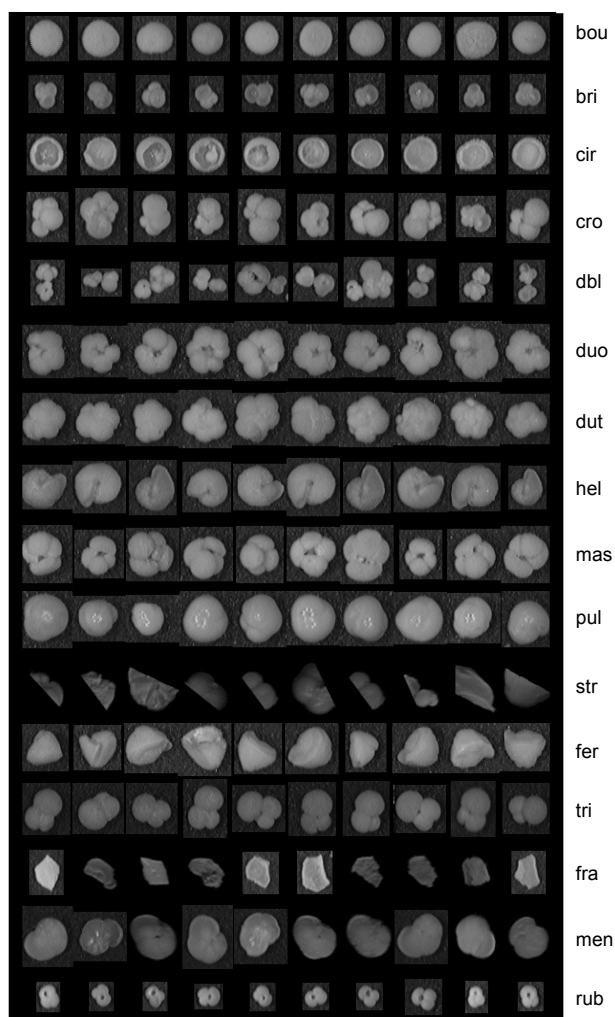 bou
bri
cir
cro
dbl
duo
dut
hel
mas
pul
str
fer
tri
fra
men
rub